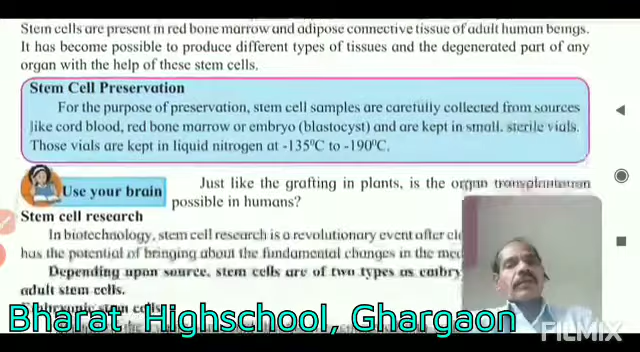 Stem cells are present in red bone marrow and adipose connective tissue of adult human beings.
It has become possible to produce different types of tissues and the degenerated part of any
organ with the help of these stem cells.
Stem Cell Preservation
For the purpose of preservation, stem cell samples are carefully collected from sources
like cord blood, red bone marrow or embryo (blastocyst) and are kept in small, sterile vials.
Those vials are kept in liquid nitrogen at -135⁰C to -190⁰C.
Use your brain
Just like the grafting in plants, is the organ transplantation
possible in humans?
Stem cell research
In biotechnology, stem cell research is a revolutionary event after
has the potential of bringing about the fundamental changes in the
Depending upon source, stem cells are of two types as
adult stem cells.
Embryonic stem cells
Bharat Highschool, Ghargaon
FILMIX